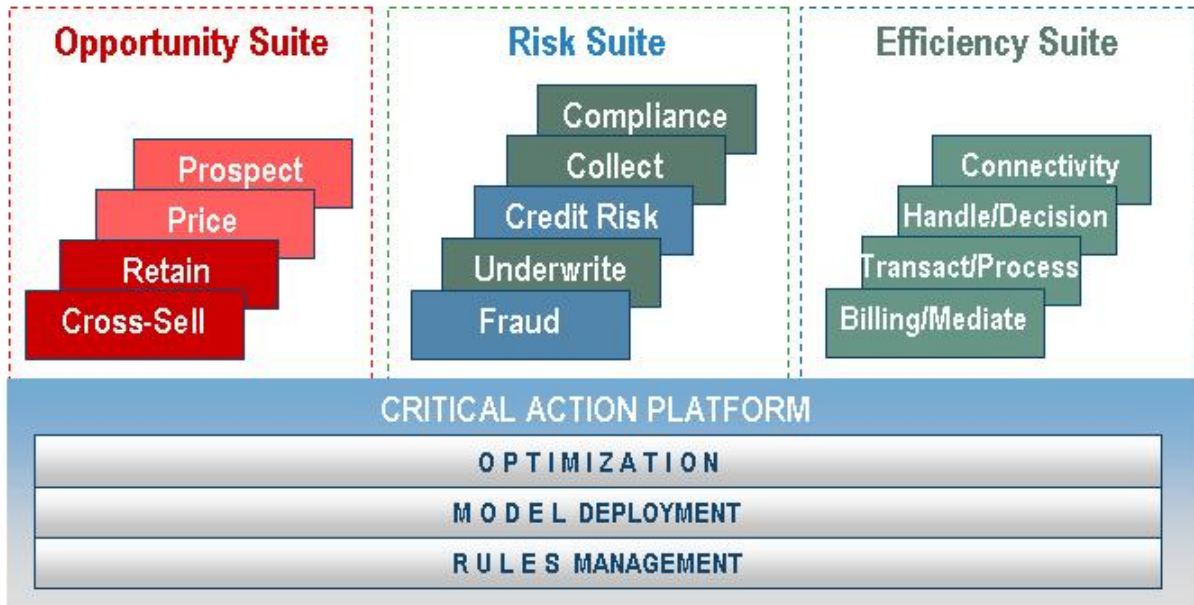 Opportunity Suite
Prospect
Price
Retain
Cross-Sell
Risk Suite
Compliance
Collect
Credit Risk
Underwrite
Fraud
Efficiency Suite
Connectivity
Handle/Decision
Transact/Process
Billing/Mediate
CRITICAL ACTION PLATFORM
OPTIMIZATION
MODEL DEPLOYMENT
RULES MANAGEMENT